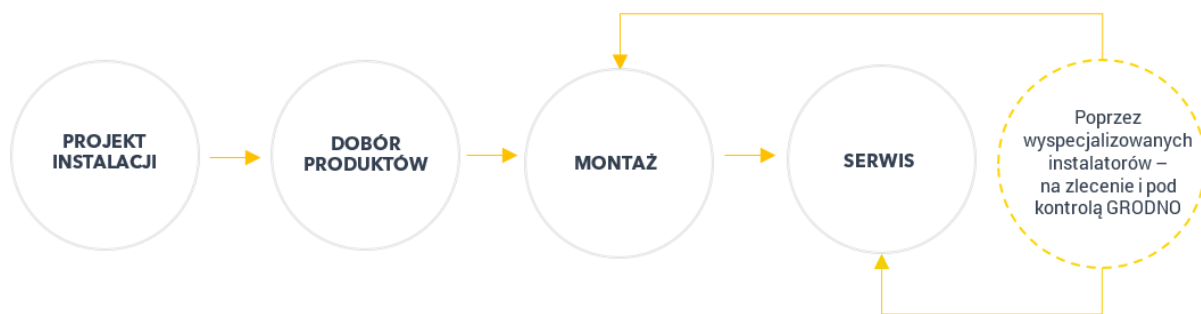 PROJEKT
INSTALACJI
DOBÓR
PRODUKTÓW
MONTAŻ
SERWIS
Poprzez
wyspecjalizowanych
instalatorów –
na zlecenie i pod
kontrolą GRODNO